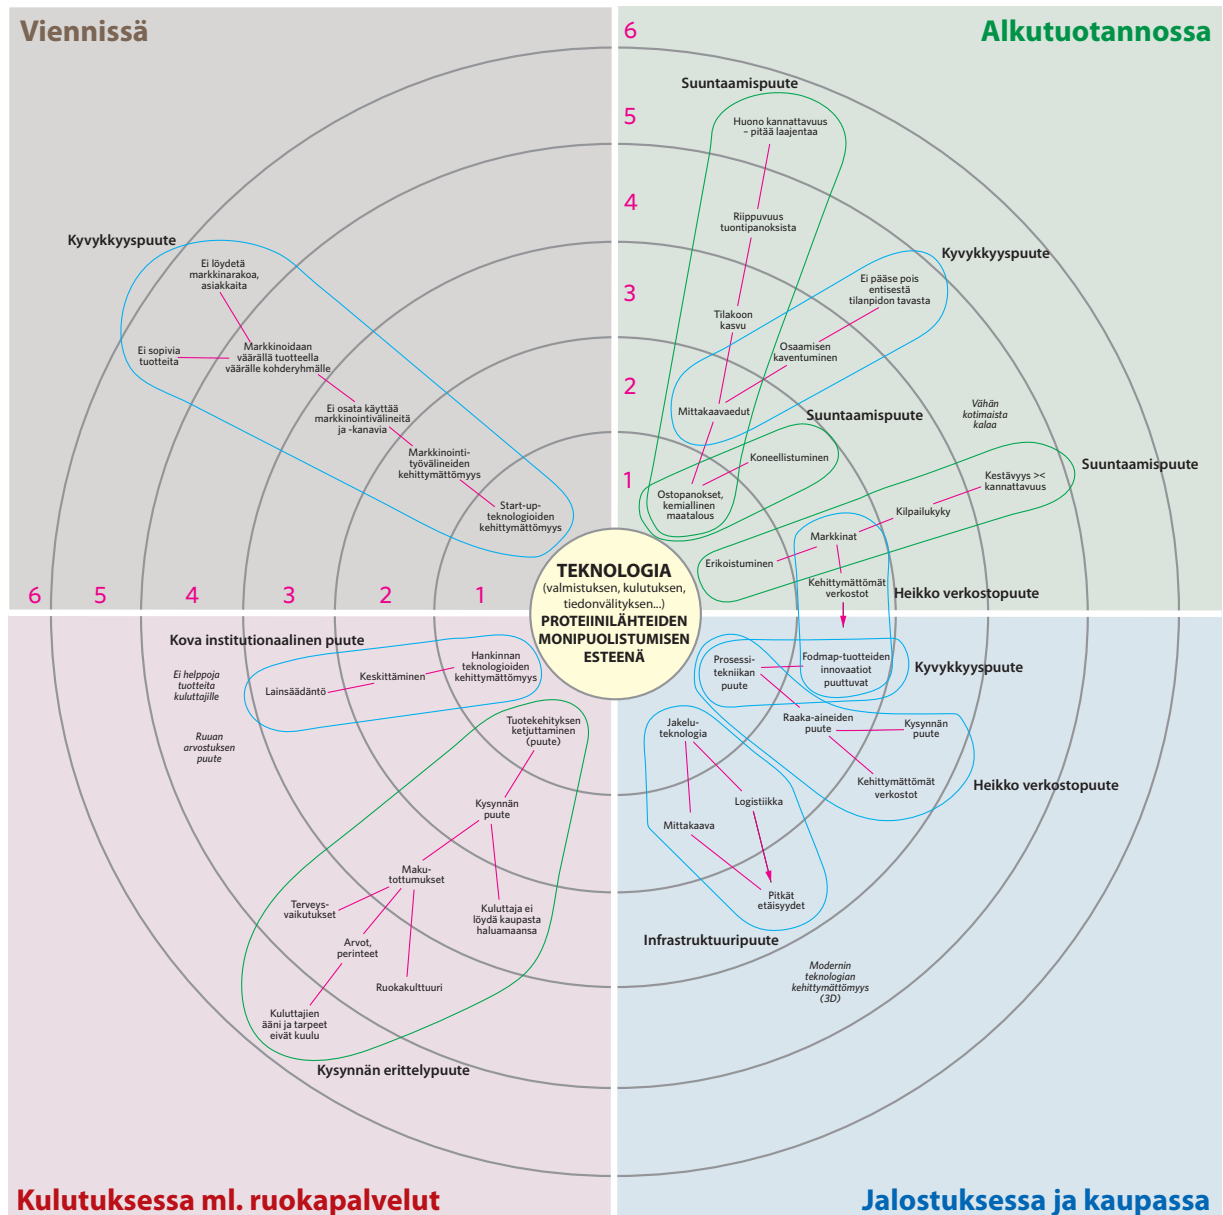 Viennissä
Alkutuotannossa
6
5
4
3
2
1
6
5
4
3
2
1
Kyvykkyyspuute
Ei löydetä
markkinarakoa,
asiakkaita
Ei sopivia
tuotteita
Markkinoidaan
väärällä tuotteella
väärälle kohderyhmälle
Ei osata käyttää
markkinointivälineitä
ja -kanavia
Markkinointi-
työvälineiden
kehittymättömyys
Start-up-
teknologioiden
kehittymättömyys
Suuntaamispuute
Huono kannattavuus
– pitää laajentaa
Riippuvuus
tuontipanoksista
Tilakoon
kasvu
Kyvykkyyspuute
Ei pääse pois
entisestä
tilanpidon tavasta
Osaamisen
kaventuminen
Mittakaavaedut
Suuntaamispuute
Koneellistuminen
Ostopanokset,
kemiallinen
maatalous
Vähän
kotimaista
kalaa
Suuntaamispuute
Kestävyys ><
kannattavuus
Kilpailukyky
Markkinat
Erikoistuminen
Kehittymättömät
verkostot
Heikko verkostopuute
TEKNOLOGIA
(valmistuksen, kulutuksen,
tiedonvälityksen...)
PROTEIINILÄHTEIDEN
MONIPUOLISTUMISEN
ESTEENÄ
Kova institutionaalinen puute
Hankinnan
teknologioiden
kehittymättömyys
Keskittäminen
Lainsäädäntö
Ei helppoja
tuotteita
kuluttajille
Ruuan
arvostuksen
puute
Tuotekehityksen
ketjuttaminen
(puute)
Kysynnän
puute
Maku-
tottumukset
Terveys-
vaikutukset
Kuluttaja ei
löydä kaupasta
haluamaansa
Arvot,
perinteet
Ruokakulttuuri
Kuluttajien
ääni ja tarpeet
eivät kuulu
Kysynnän erittelypuute
Prosessi-
tekniikan
puute
Fodmap-tuotteiden
innovaatiot
puuttuvat
Kyvykkyyspuute
Raaka-aineiden
puute
Kysynnän
puute
Kehittymättömät
verkostot
Heikko verkostopuute
Jakelu-
teknologia
Logistiikka
Mittakaava
Pitkät
etäisyydet
Infrastruktuuripuute
Modernin
teknologian
kehittymättömyys
(3D)
Kulutuksessa ml. ruokapalvelut
Jalostuksessa ja kaupassa